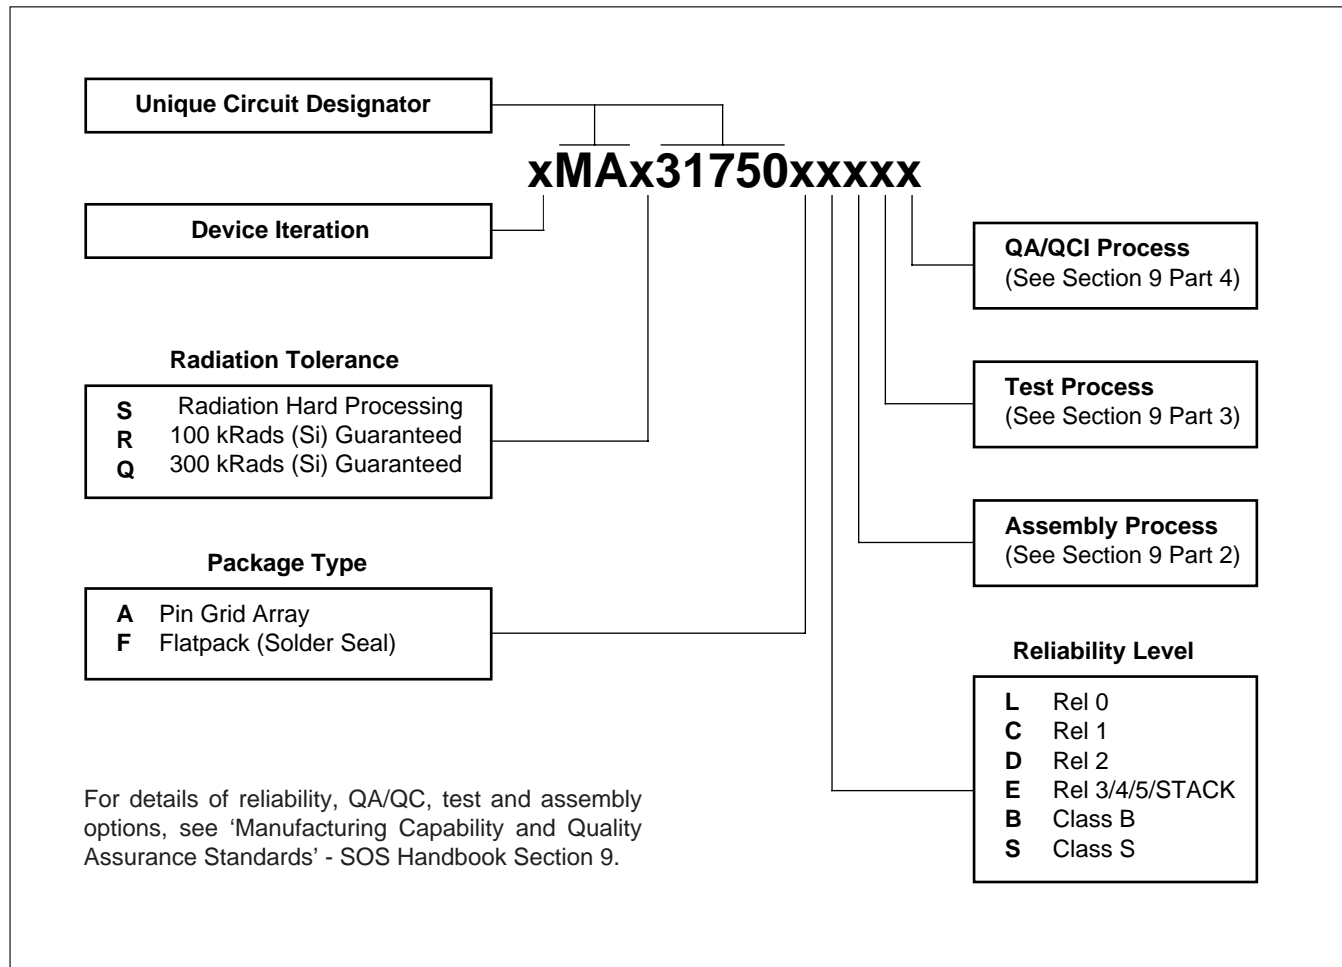 Unique Circuit Designator
xMAx31750xxxxx
Device Iteration
QA/QCI Process
(See Section 9 Part 4)
Radiation Tolerance
S Radiation Hard Processing
R 100 kRads (Si) Guaranteed
Q 300 kRads (Si) Guaranteed
Test Process
(See Section 9 Part 3)
Assembly Process
(See Section 9 Part 2)
Package Type
A Pin Grid Array
F Flatpack (Solder Seal)
Reliability Level
L Rel 0
C Rel 1
D Rel 2
E Rel 3/4/5/STACK
B Class B
S Class S
For details of reliability, QA/QC, test and assembly
options, see ‘Manufacturing Capability and Quality
Assurance Standards’ - SOS Handbook Section 9.